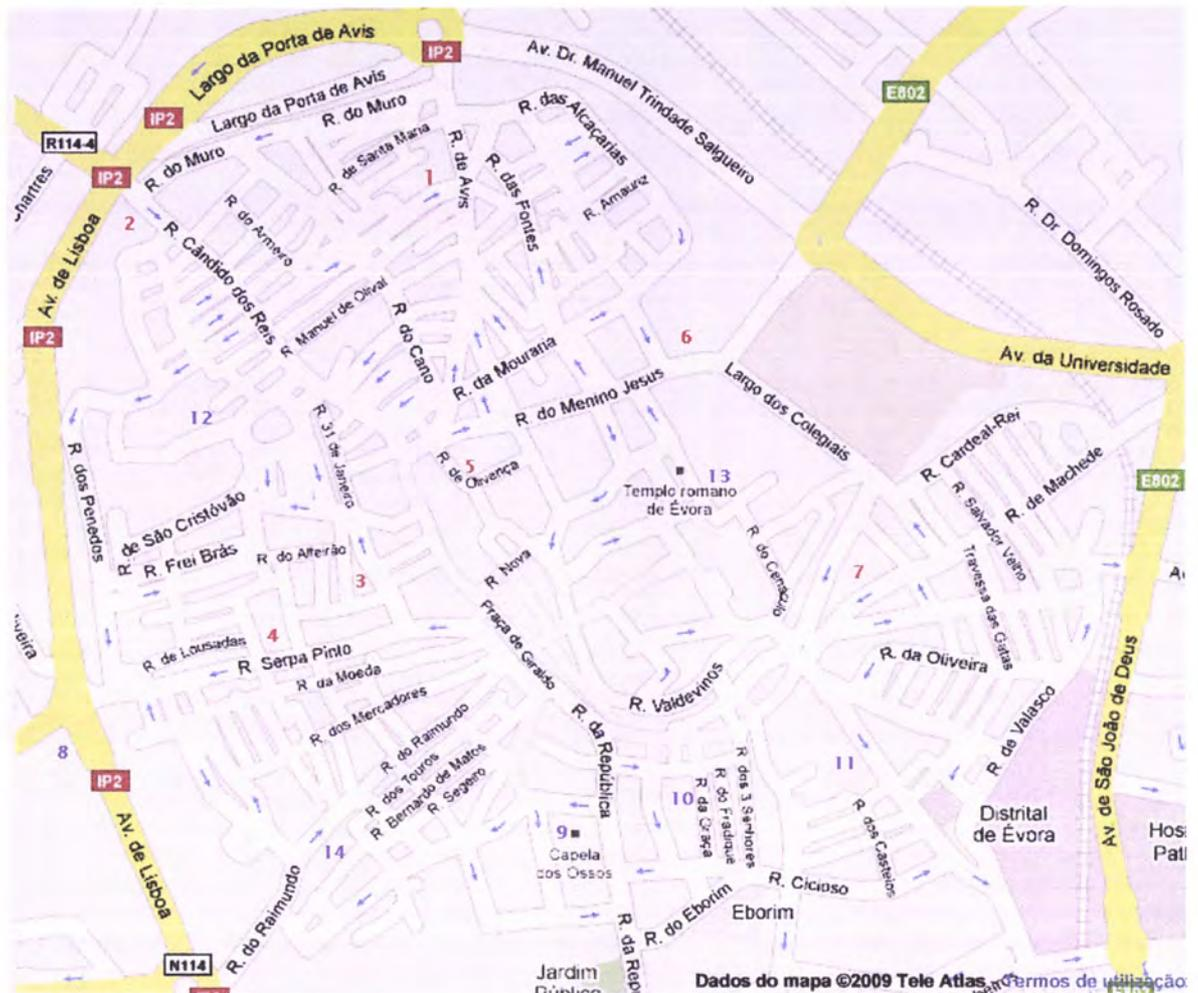 Largo da Porta de Avis
IP2
Av. Dr. Manuel Trindade Salgueiro
E802
Largo da Porta de Avis
R. do Muro
R. das Alcaçarias
IP2
R114-4
R. de Santa Maria
R. de Avis
R. do Muro
IP2
1
R. das Fontes
R. Amauriz
R. Dr Domingos Rosado
2
R. do Armeiro
Av. de Lisboa
R. Cândido dos Reis
R. Manuel de Olival
R. do Cano
IP2
6
R. da Mouraria
Av. da Universidade
R. do Menino Jesus
Largo dos Colegiais
12
R. 31 de Janeiro
5
R. de Olivença
R. Cardeal-Rei
R. de Machede
R. dos Penedos
13
Templo romano
de Évora
E802
R. Salvador Velho
R. de São Cristóvão
R. Frei Brás
R. do Alfeirão
R. Nova
R. do Cenáculo
3
7
Travessa das Gatas
Praça de Giraldo
4
R. de Lousadas
R. Serpa Pinto
R. da Moeda
R. da Oliveira
R. Valdevinos
R. dos Mercadores
R. do Raimundo
R. da República
R. de Valasco
Av. de São João de Deus
8
IP2
R. dos Touros
R. Bernardo de Matos
R. Segeiro
11
10
R. da Graça
R. do Fradique
R. dos 3 Senhores
R. dos Castelos
Distrital
de Évora
Av. de Lisboa
14
9
Capela
dos Ossos
R. Cicioso
R. do Eborim
Eborim
R. do Raimundo
N114
Jardim
Público
Dados do mapa ©2009 Tele Atlas
Termos de utilização